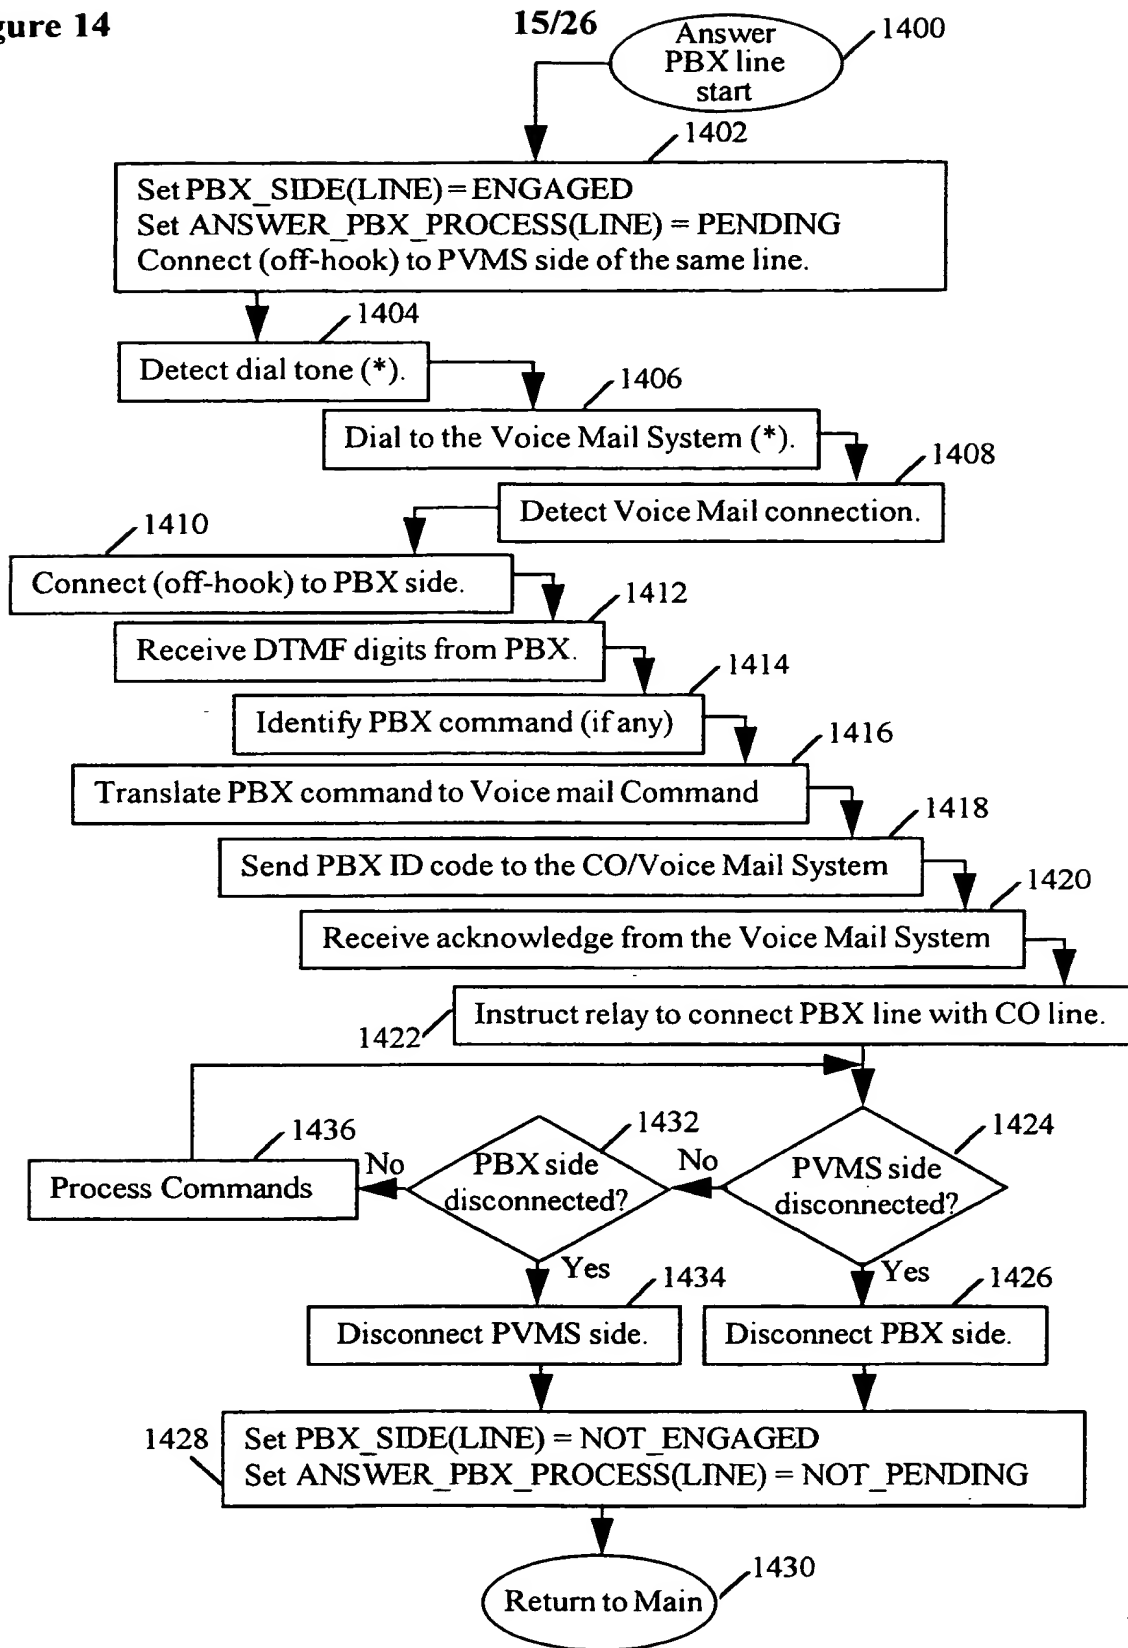 gure 14
15/26
Answer
PBX line
start
1400
1402
Set PBX_SIDE(LINE) = ENGAGED
Set ANSWER_PBX_PROCESS(LINE) = PENDING
Connect (off-hook) to PVMS side of the same line.
1404
Detect dial tone (*).
1406
Dial to the Voice Mail System (*).
1408
Detect Voice Mail connection.
1410
Connect (off-hook) to PBX side.
1412
Receive DTMF digits from PBX.
1414
Identify PBX command (if any)
1416
Translate PBX command to Voice mail Command
1418
Send PBX ID code to the CO/Voice Mail System
1420
Receive acknowledge from the Voice Mail System
1422
Instruct relay to connect PBX line with CO line.
1424
PVMS side
disconnected?
No
1432
PBX side
disconnected?
No
1436
Process Commands
Yes
1434
Disconnect PVMS side.
Yes
1426
Disconnect PBX side.
1428
Set PBX_SIDE(LINE) = NOT_ENGAGED
Set ANSWER_PBX_PROCESS(LINE) = NOT_PENDING
1430
Return to Main